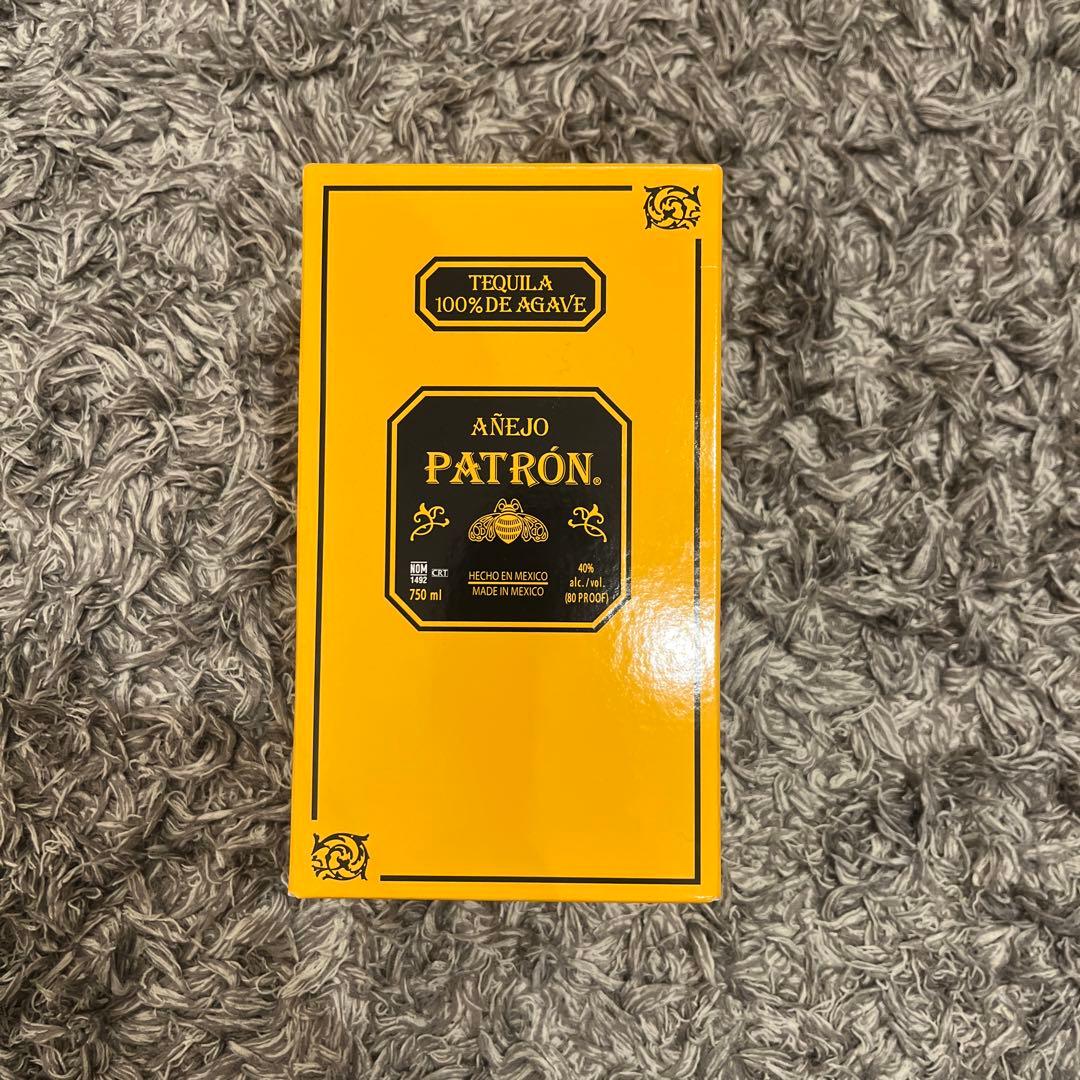 TEQUILA
100% DE AGAVE
AÑEJO
PATRÓN®
NOM
1492
CRT
750 ml
HECHO EN MEXICO
MADE IN MEXICO
40%
alc./vol.
(80 PROOF)